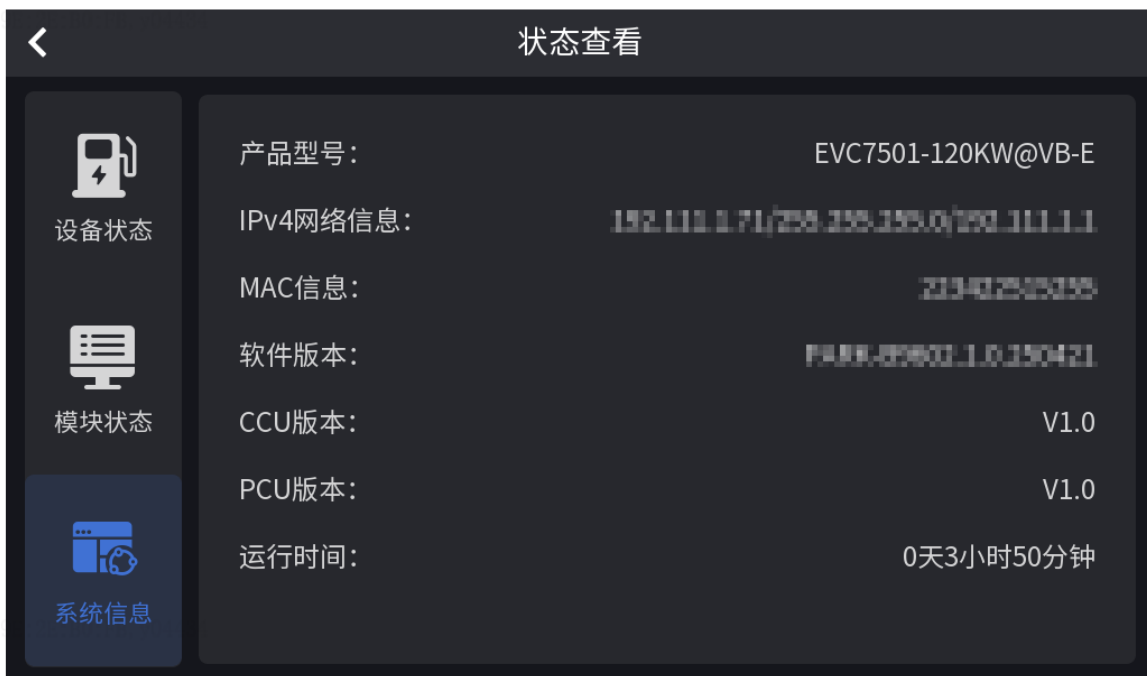 状态查看
设备状态
模块状态
系统信息
产品型号： EVC7501-120KW@VB-E
IPv4网络信息：
MAC信息：
软件版本：
CCU版本： V1.0
PCU版本： V1.0
运行时间： 0天3小时50分钟